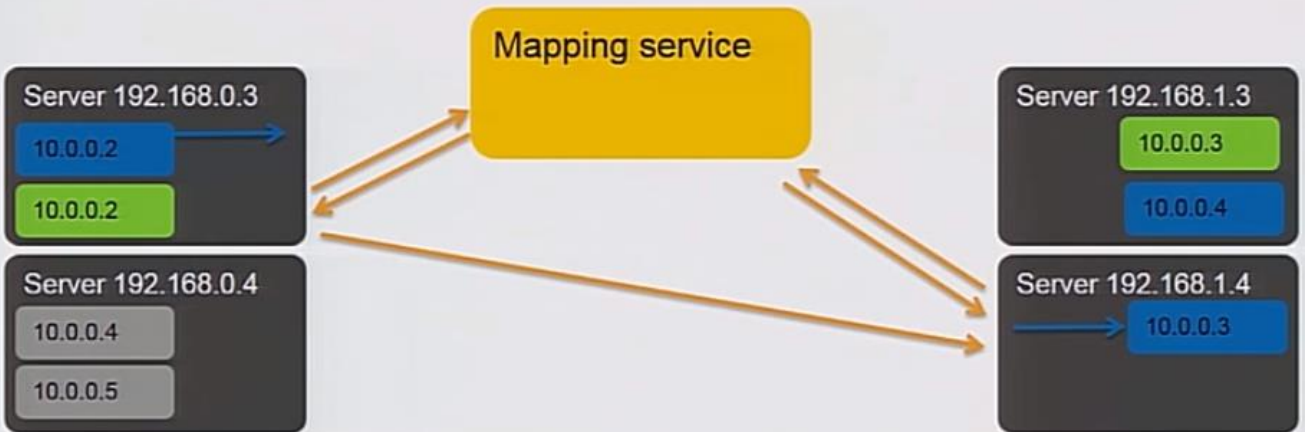 Mapping service
Server 192.168.0.3
10.0.0.2
10.0.0.2
Server 192.168.0.4
10.0.0.4
10.0.0.5
Server 192.168.1.3
10.0.0.3
10.0.0.4
Server 192.168.1.4
10.0.0.3